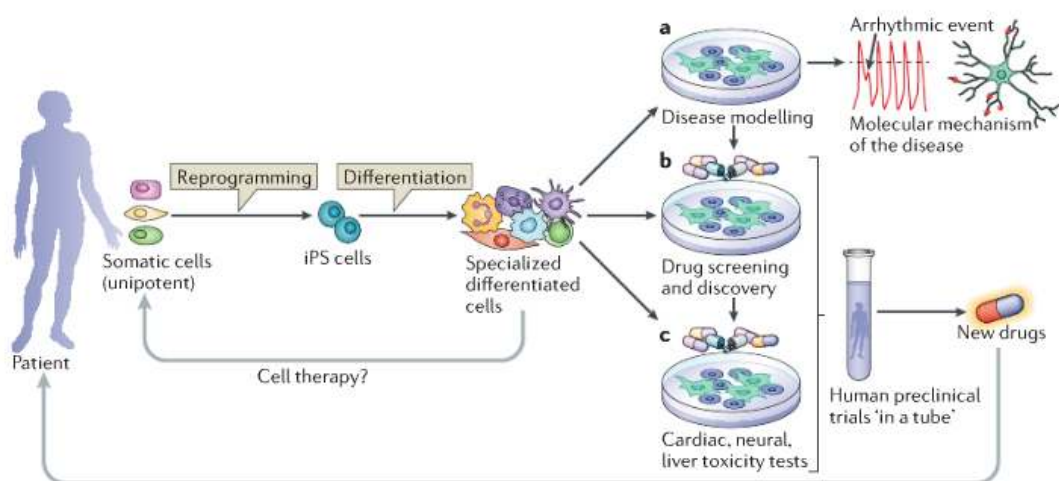 a
Arrhythmic event
Disease modelling
Molecular mechanism
of the disease
Reprogramming
Differentiation
b
Somatic cells
(unipotent)
iPS cells
Specialized
differentiated
cells
Drug screening
and discovery
Patient
Cell therapy?
c
New drugs
Human preclinical
trials ‘in a tube’
Cardiac, neural,
liver toxicity tests